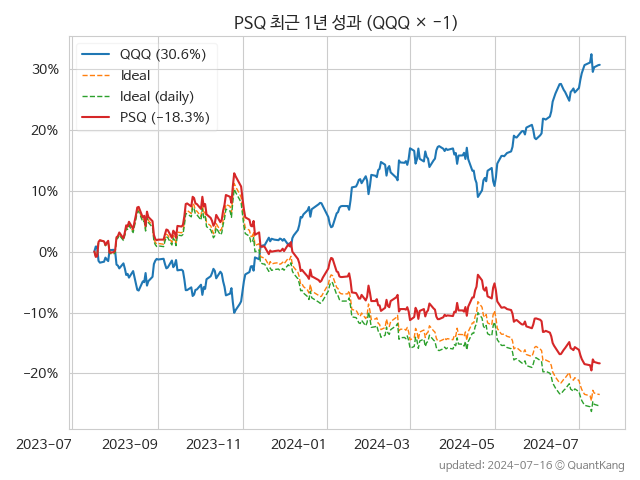 PSQ 최근 1년 성과 (QQQ × −1)
QQQ (30.6%)
Ideal
Ideal (daily)
PSQ (−18.3%)
30%
20%
10%
0%
−10%
−20%
2023-07 2023-09 2023-11 2024-01 2024-03 2024-05 2024-07
updated: 2024-07-16 © QuantKang